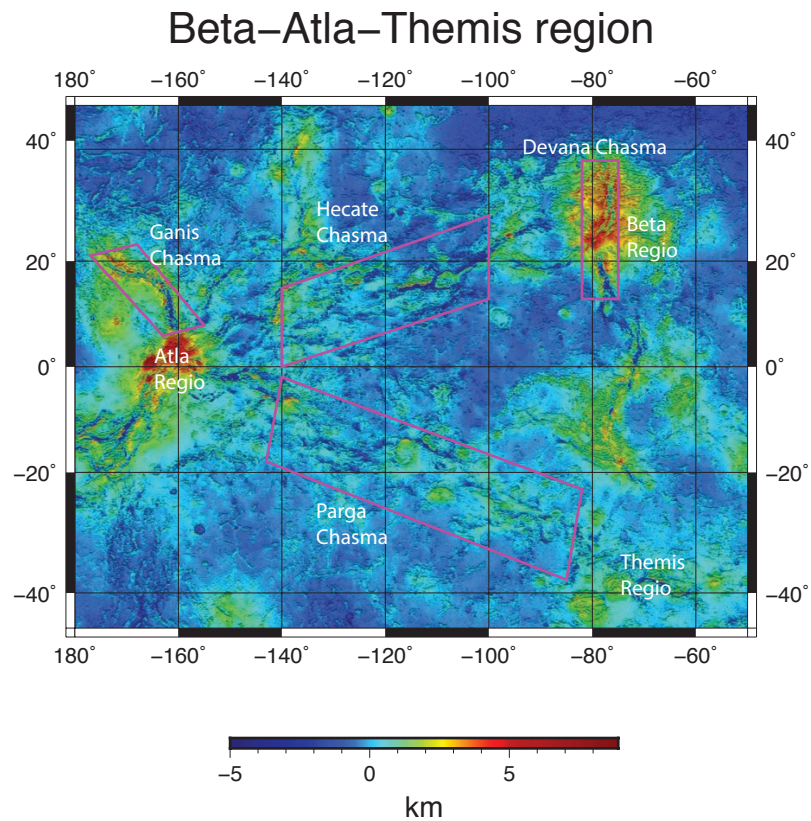 Beta−Atla−Themis region
180˚ −160˚ −140˚ −120˚ −100˚ −80˚ −60˚
40˚ 40˚
Devana Chasma
Hecate
Chasma
Ganis
Chasma
Beta
Regio
20˚ 20˚
Atla
Regio
0˚ 0˚
−20˚ −20˚
Parga
Chasma
Themis
Regio
−40˚ −40˚
180˚ −160˚ −140˚ −120˚ −100˚ −80˚ −60˚
−5 0 5
km